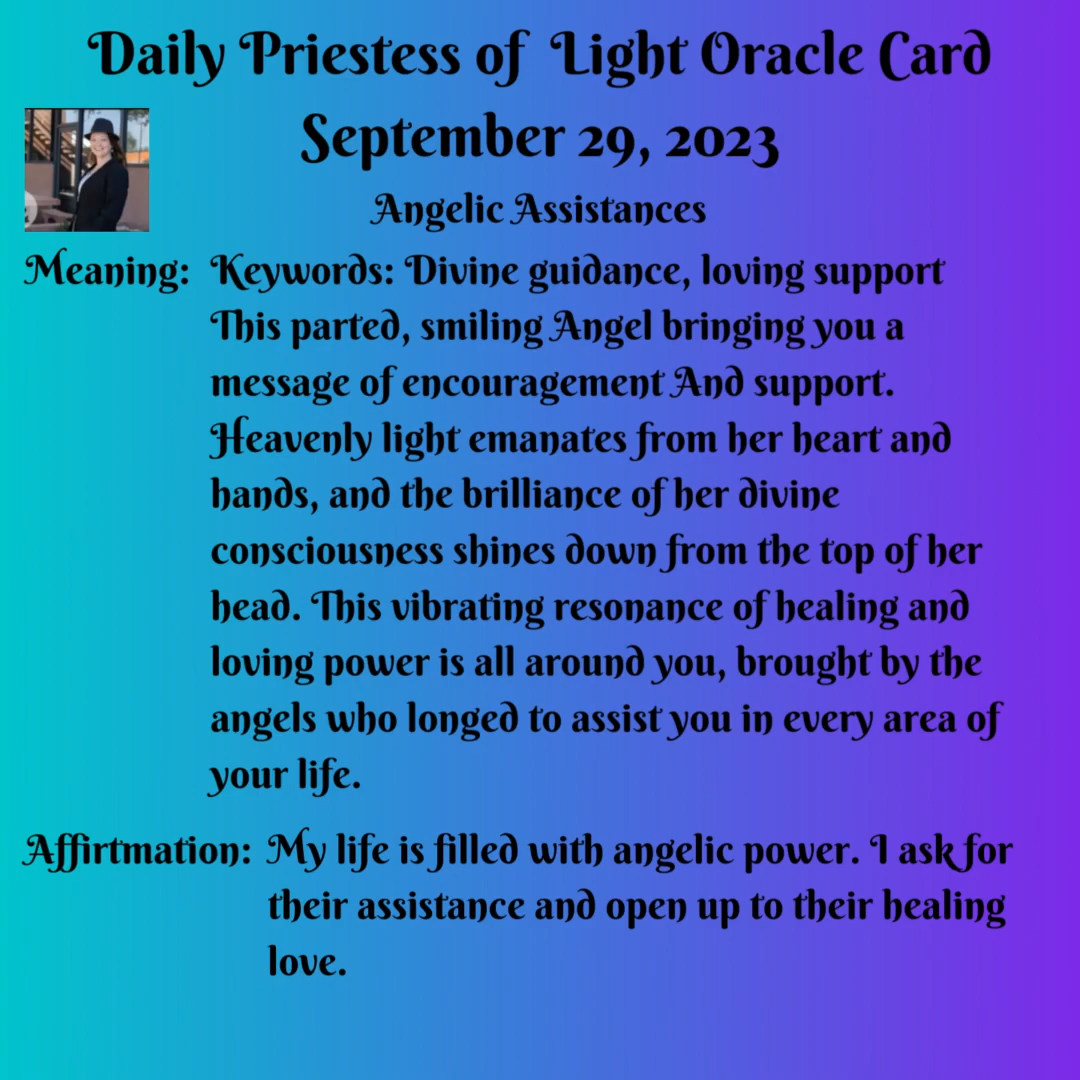 Daily Priestess of Light Oracle Card
September 29, 2023
Angelic Assistances
Meaning: Keywords: Divine guidance, loving support
This parted, smiling Angel bringing you a
message of encouragement And support.
Heavenly light emanates from her heart and
hands, and the brilliance of her divine
consciousness shines down from the top of her
head. This vibrating resonance of healing and
loving power is all around you, brought by the
angels who longed to assist you in every area of
your life.
Affirtmation: My life is filled with angelic power. I ask for
their assistance and open up to their healing
love.